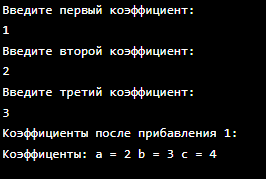 Введите первый коэффициент:
1
Введите второй коэффициент:
2
Введите третий коэффициент:
3
Коэффициенты после прибавления 1:
Коэффиценты: a = 2 b = 3 c = 4